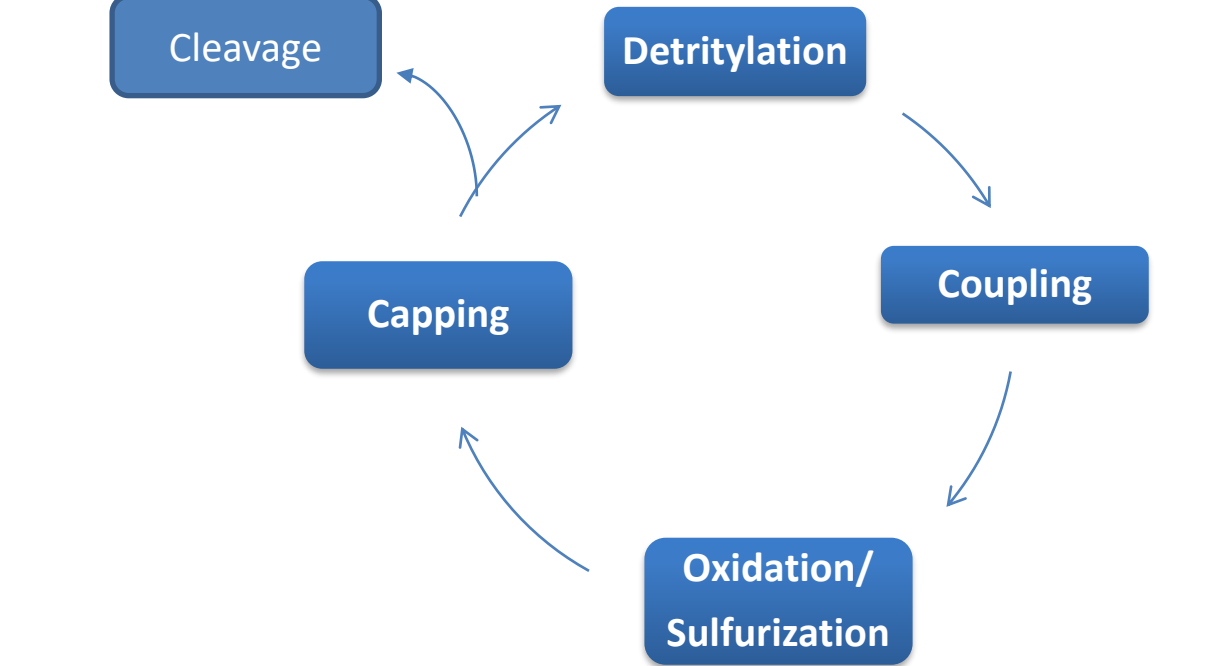 Cleavage
Detritylation
Coupling
Capping
Oxidation/
Sulfurization